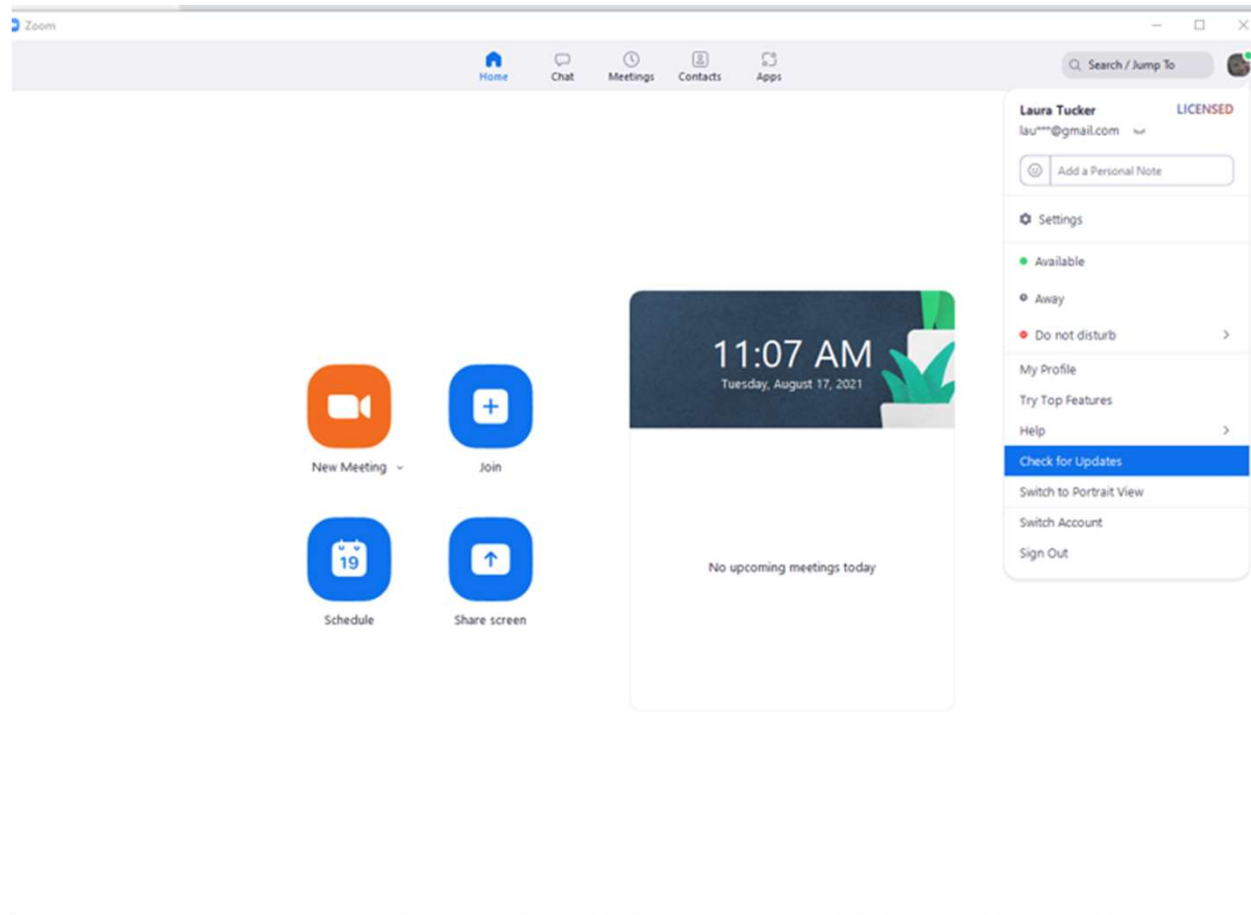 Zoom
Home Chat Meetings Contacts Apps
Search / Jump To
Laura Tucker LICENSED
lau***@gmail.com
Add a Personal Note
Settings
Available
Away
Do not disturb
My Profile
Try Top Features
Help
Check for Updates
Switch to Portrait View
Switch Account
Sign Out
11:07 AM
Tuesday, August 17, 2021
No upcoming meetings today
New Meeting
Join
19
Schedule
Share screen